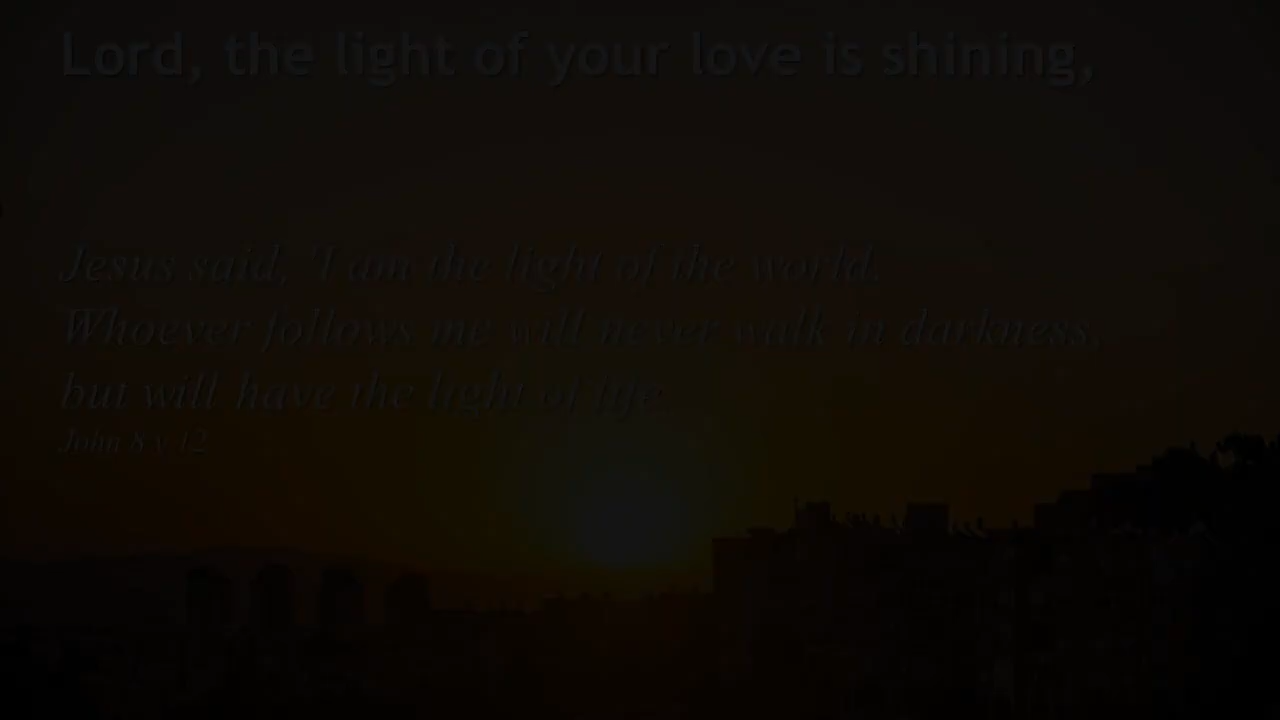 Lord, the light of your love is shining,
Jesus said, 'I am the light of the world.
Whoever follows me will never walk in darkness,
but will have the light of life.
John 8 v 12